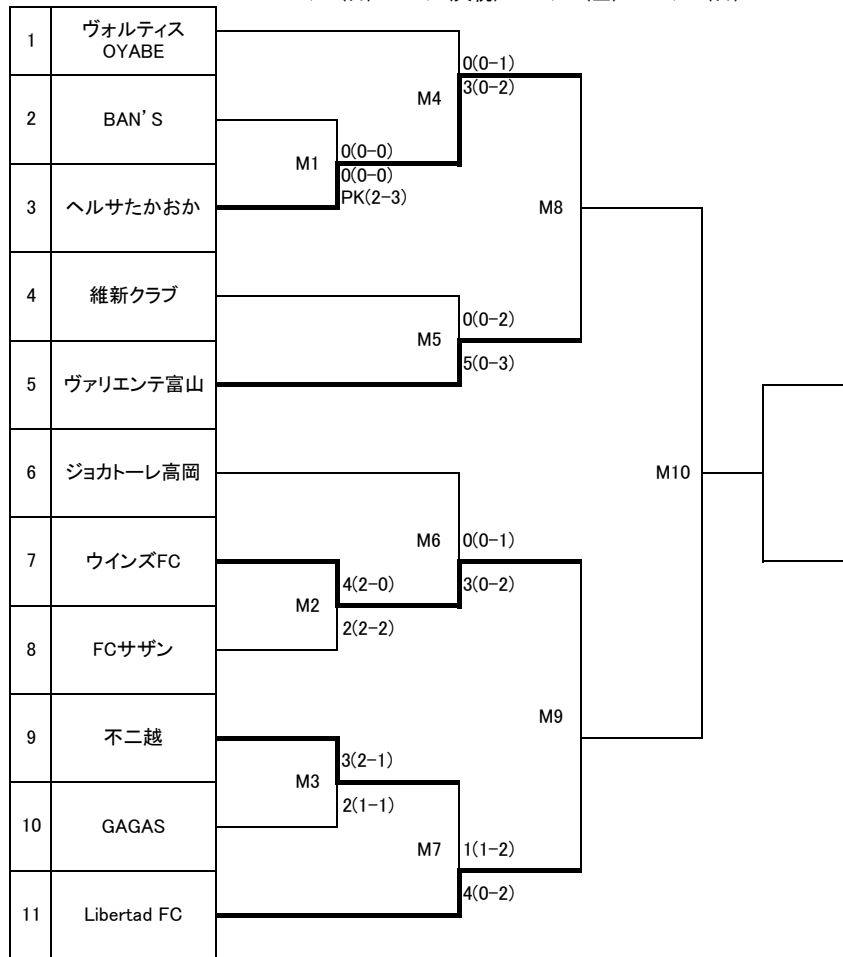 1
ヴォルティス
OYABE
0(0-1)
M4
3(0-2)
2
BAN'S
M1
0(0-0)
0(0-0)
PK(2-3)
3
ヘルサたかおか
M8
4
維新クラブ
M5
0(0-2)
5(0-3)
5
ヴァリエンテ富山
6
ジョカトーレ高岡
M10
M6
0(0-1)
7
ウインズFC
4(2-0)
3(0-2)
M2
2(2-2)
8
FCサザン
M9
9
不二越
3(2-1)
M3
2(1-1)
10
GAGAS
M7
1(1-2)
4(0-2)
11
Libertad FC